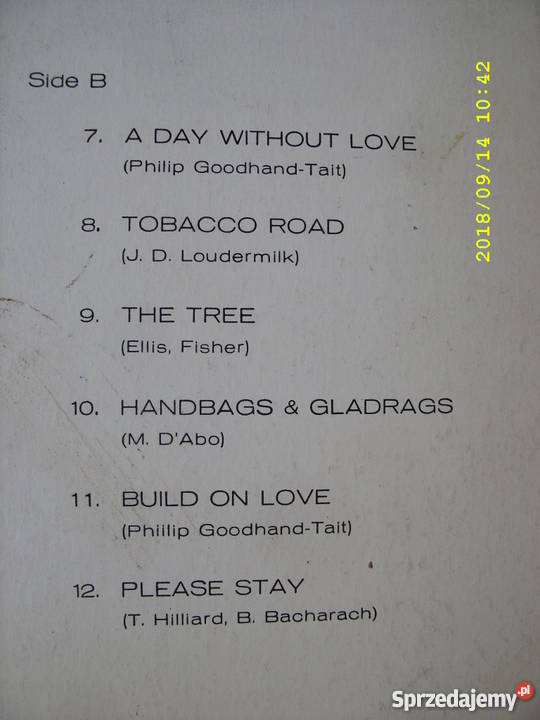 Side B
7. A DAY WITHOUT LOVE
(Philip Goodhand-Tait)
8. TOBACCO ROAD
(J. D. Loudermilk)
9. THE TREE
(Ellis, Fisher)
10. HANDBAGS & GLADRAGS
(M. D'Abo)
11. BUILD ON LOVE
(Phiilip Goodhand-Tait)
12. PLEASE STAY
(T. Hilliard, B. Bacharach)
2018/09/14 10:42
Sprzedajemy.pl